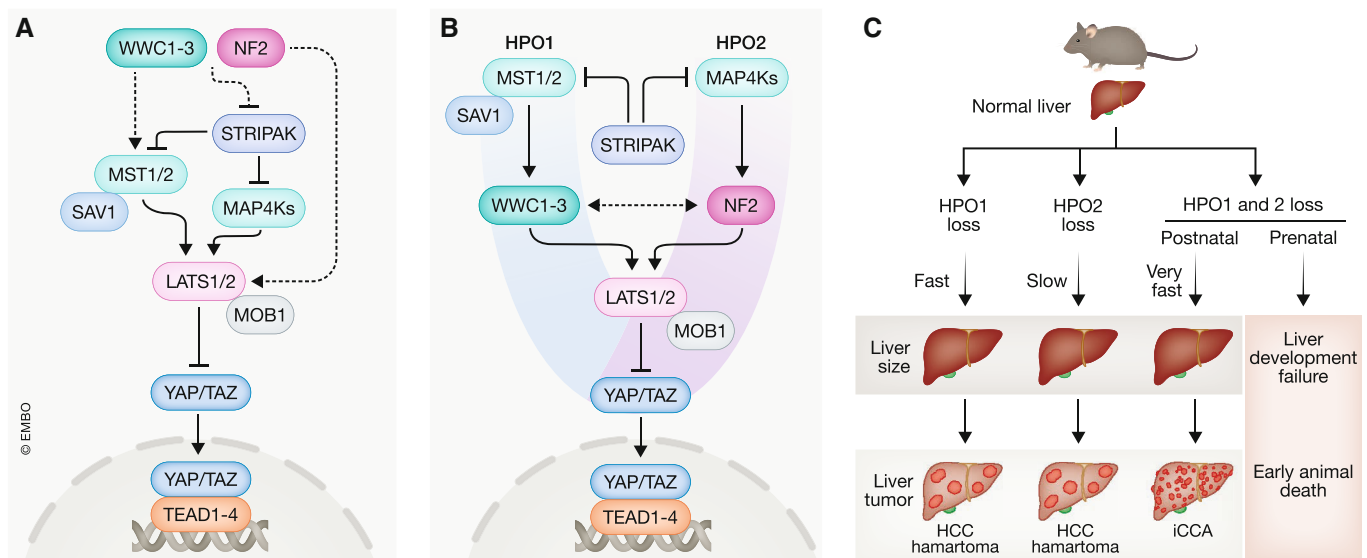 A
WWC1-3
NF2
STRIPAK
MST1/2
SAV1
MAP4Ks
LATS1/2
MOB1
YAP/TAZ
YAP/TAZ
TEAD1-4
© EMBO
B
HPO1
HPO2
MST1/2
MAP4Ks
SAV1
STRIPAK
WWC1-3
NF2
LATS1/2
MOB1
YAP/TAZ
YAP/TAZ
TEAD1-4
C
Normal liver
HPO1
loss
HPO2
loss
HPO1 and 2 loss
Postnatal
Prenatal
Fast
Slow
Very
fast
Liver
size
Liver
development
failure
Liver
tumor
HCC
hamartoma
HCC
hamartoma
iCCA
Early animal
death